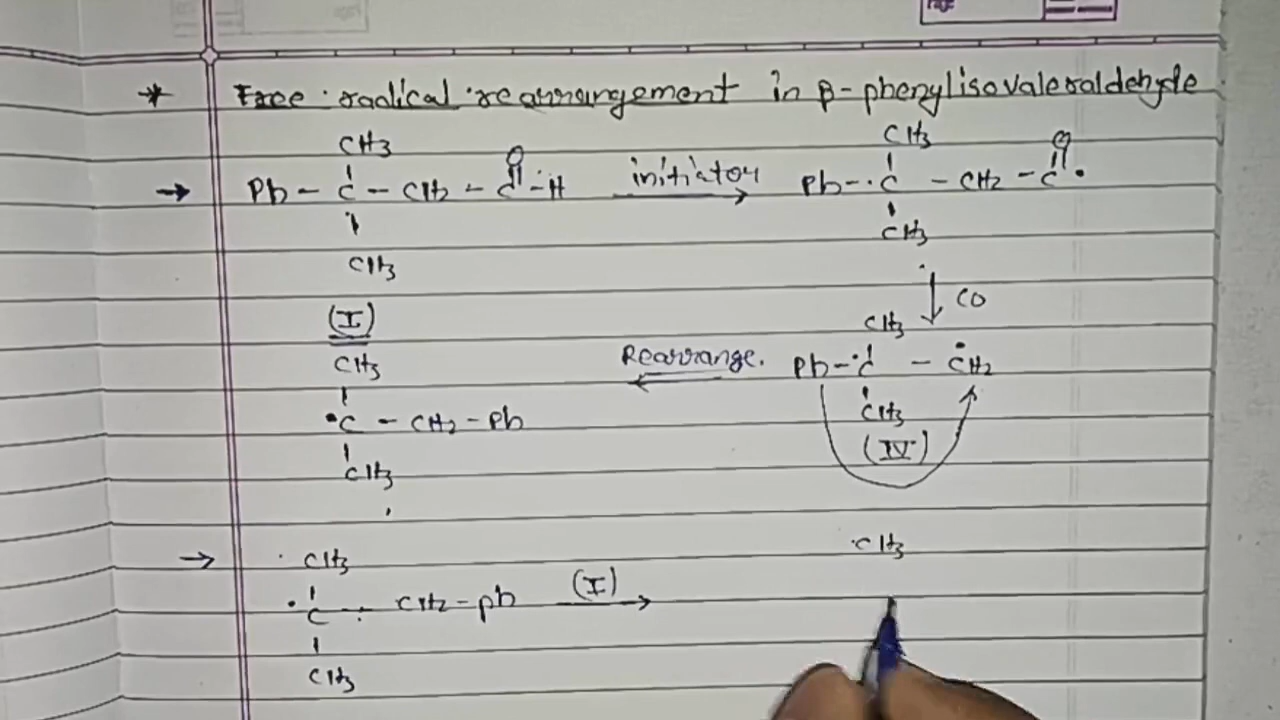 * Free radical rearrangement in β-phenylisovaleraldehyde
CH3 CH3
O O
→ Ph - C - CH2 - C - H initiator Ph - C - CH2 - C •
CH3 CH3
CO
(I) CH3
CH3 Rearrange. Ph - C - ĊH2
CH3
•C - CH2 - Ph (IV)
CH3
→ CH3 CH3
•C - CH2 - Ph (I)
CH3